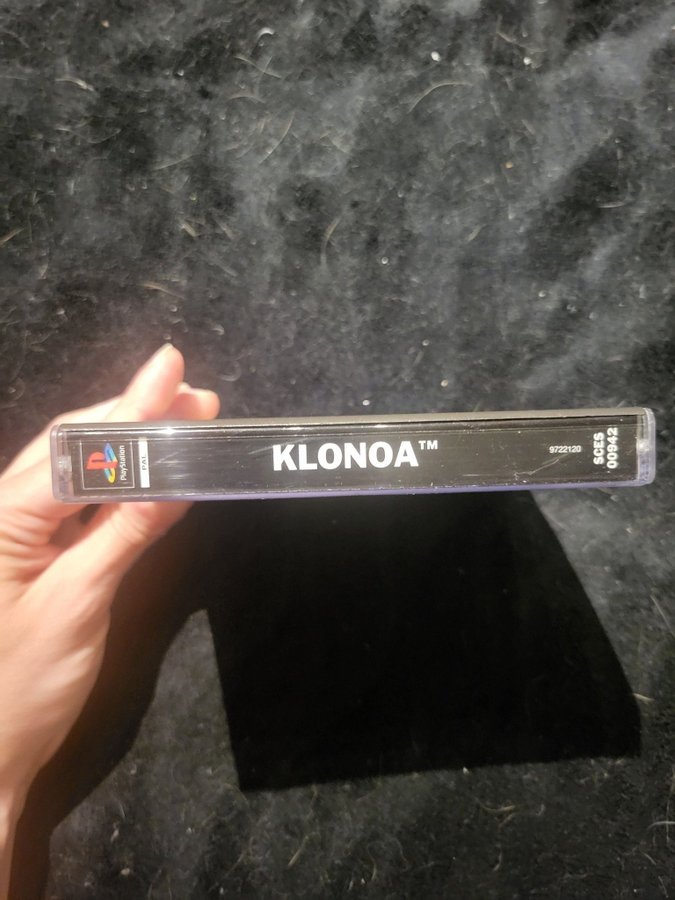 PlayStation
PAL
KLONOA™
9722120
SCES
00942